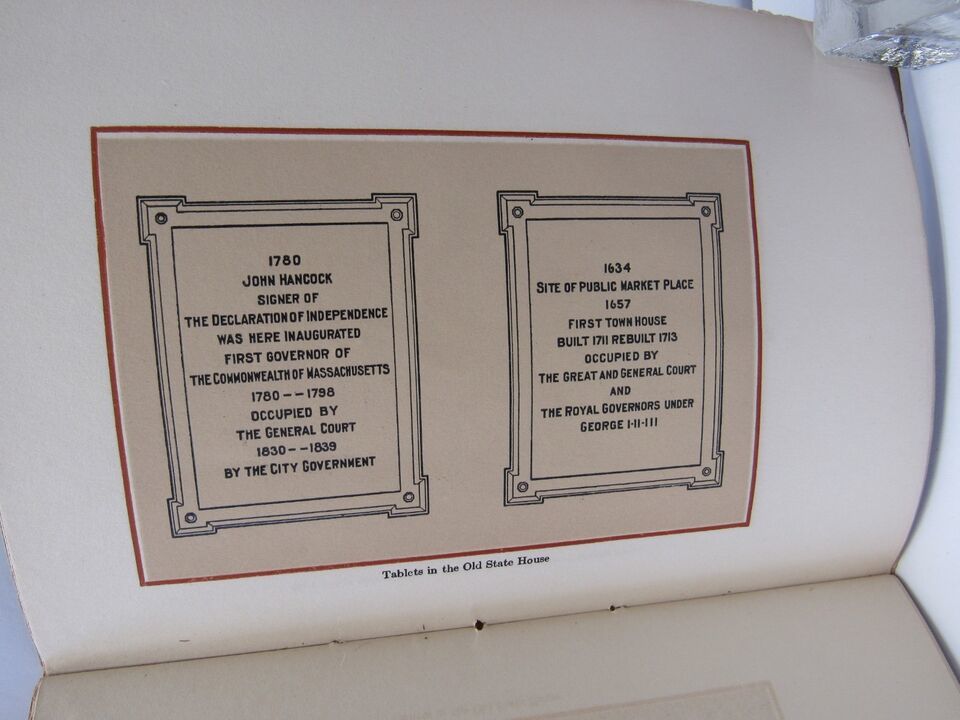 1780
JOHN HANCOCK
SIGNER OF
THE DECLARATION OF INDEPENDENCE
WAS HERE INAUGURATED
FIRST GOVERNOR OF
THE COMMONWEALTH OF MASSACHUSETTS
1780--1798
OCCUPIED BY
THE GENERAL COURT
1830--1839
BY THE CITY GOVERNMENT
1634
SITE OF PUBLIC MARKET PLACE
1657
FIRST TOWN HOUSE
BUILT 1711 REBUILT 1713
OCCUPIED BY
THE GREAT AND GENERAL COURT
AND
THE ROYAL GOVERNORS UNDER
GEORGE I-II-III
Tablets in the Old State House